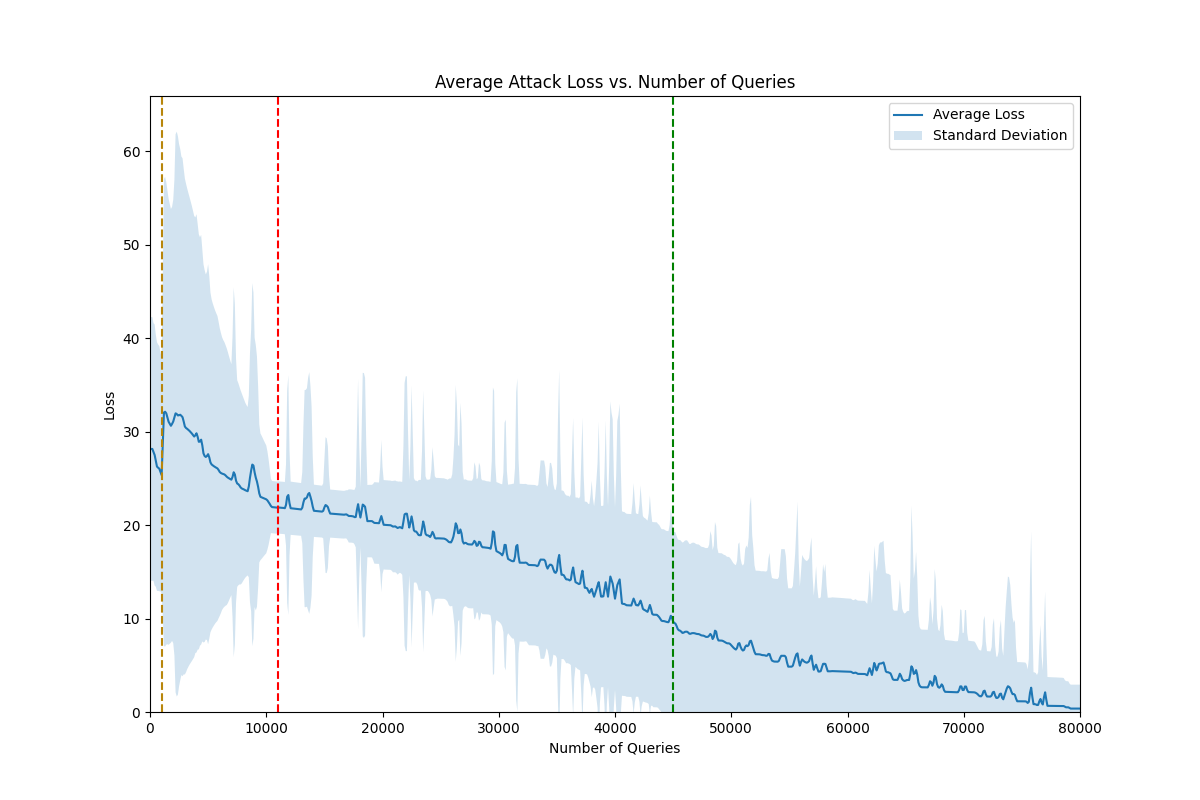 Average Attack Loss vs. Number of Queries
Average Loss
Standard Deviation
60
50
40
30
20
10
0
Loss
0 10000 20000 30000 40000 50000 60000 70000 80000
Number of Queries